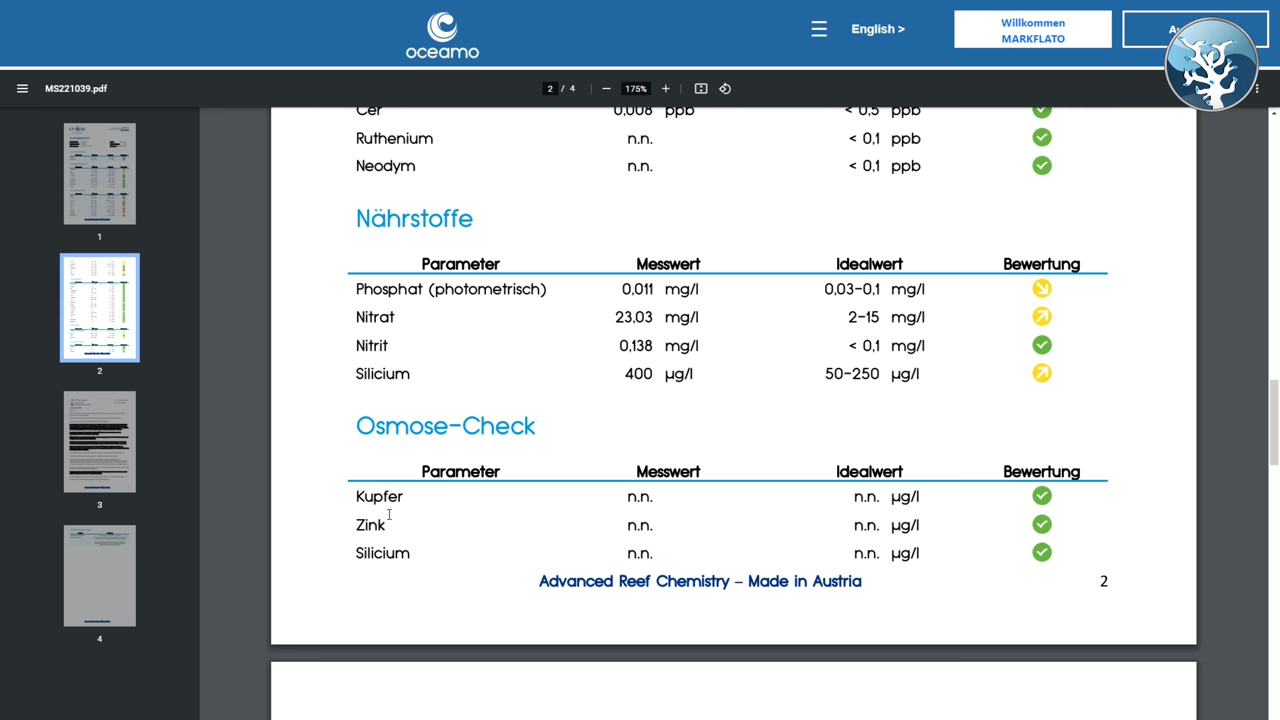 oceamo
English >
Willkommen
MARKFLATO
MS221039.pdf
2 / 4
175%
Cer 0,008 ppb < 0,5 ppb
Ruthenium n.n. < 0,1 ppb
Neodym n.n. < 0,1 ppb
Nährstoffe
Parameter Messwert Idealwert Bewertung
Phosphat (photometrisch) 0,011 mg/l 0,03-0,1 mg/l
Nitrat 23,03 mg/l 2-15 mg/l
Nitrit 0,138 mg/l < 0,1 mg/l
Silicium 400 µg/l 50-250 µg/l
Osmose-Check
Parameter Messwert Idealwert Bewertung
Kupfer n.n. n.n. µg/l
Zink n.n. n.n. µg/l
Silicium n.n. n.n. µg/l
Advanced Reef Chemistry – Made in Austria 2
1
2
3
4